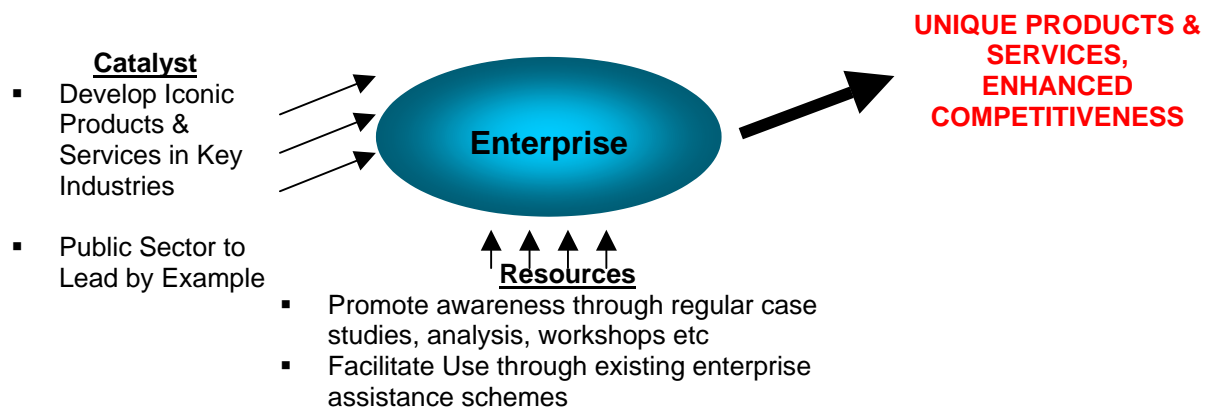 Catalyst
▪ Develop Iconic
Products &
Services in Key
Industries
▪ Public Sector to
Lead by Example
Enterprise
UNIQUE PRODUCTS &
SERVICES,
ENHANCED
COMPETITIVENESS
Resources
▪ Promote awareness through regular case
studies, analysis, workshops etc
▪ Facilitate Use through existing enterprise
assistance schemes